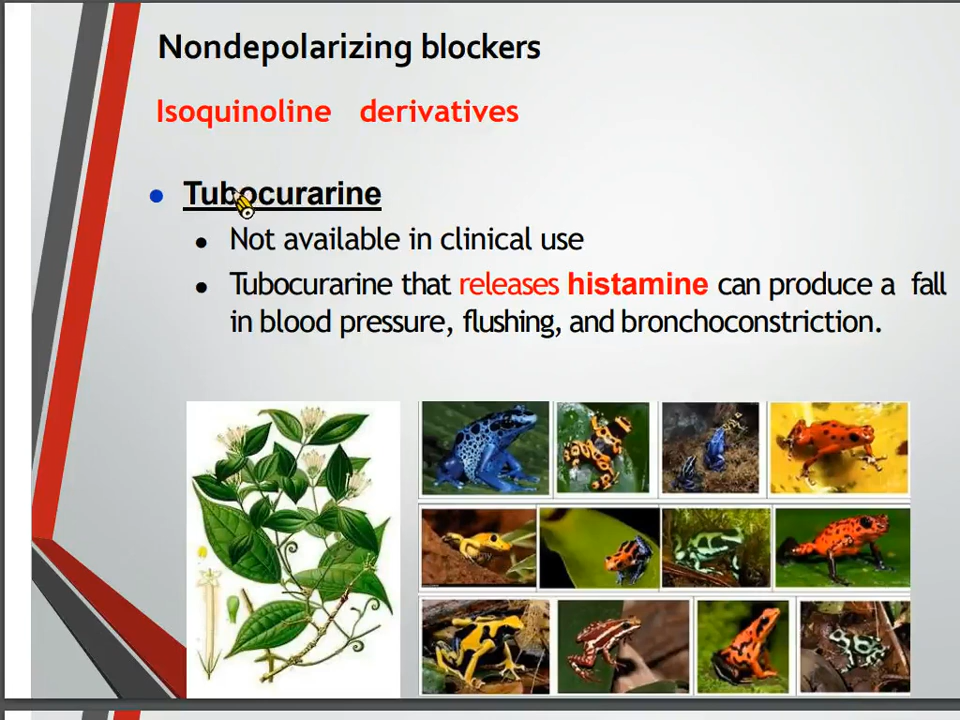 Nondepolarizing blockers
Isoquinoline derivatives
Tubocurarine
Not available in clinical use
Tubocurarine that releases histamine can produce a fall
in blood pressure, flushing, and bronchoconstriction.